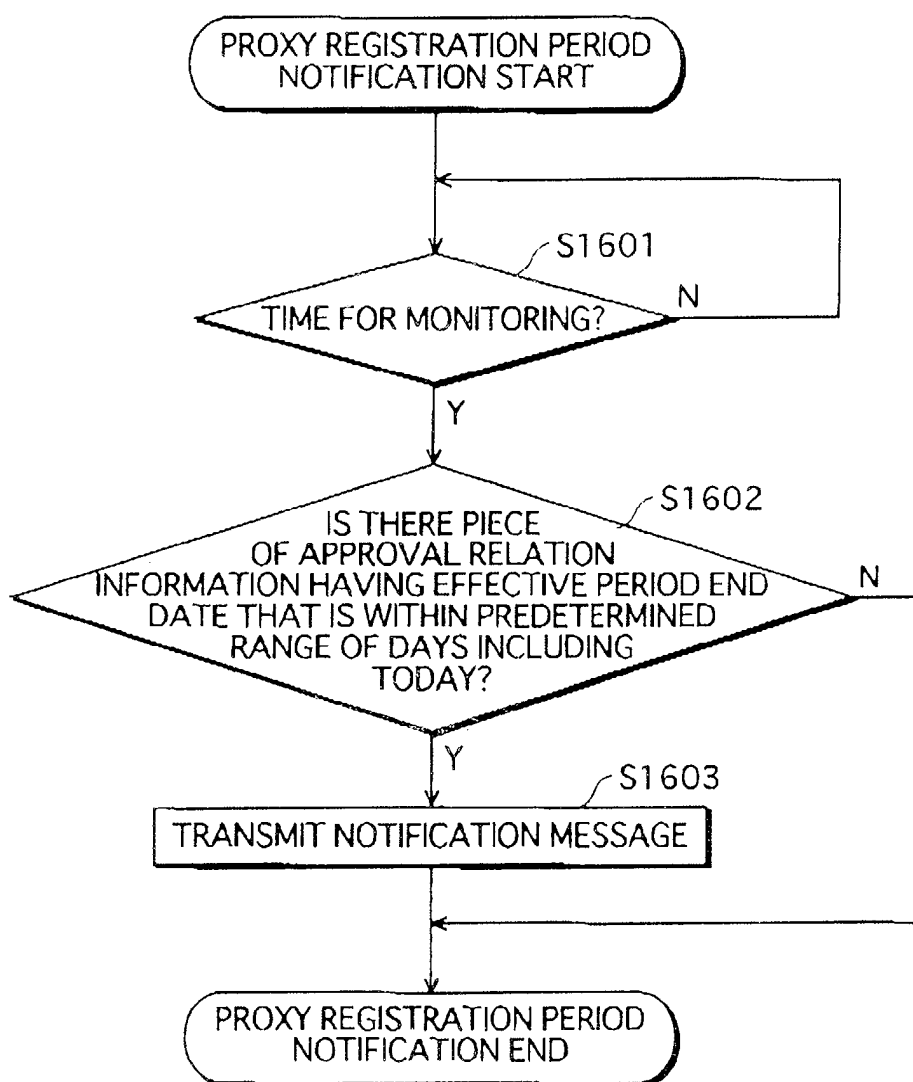 PROXY REGISTRATION PERIOD
NOTIFICATION START
S1601
TIME FOR MONITORING?
N
Y
S1602
IS THERE PIECE
OF APPROVAL RELATION
INFORMATION HAVING EFFECTIVE PERIOD END
DATE THAT IS WITHIN PREDETERMINED
RANGE OF DAYS INCLUDING
TODAY?
N
Y
S1603
TRANSMIT NOTIFICATION MESSAGE
PROXY REGISTRATION PERIOD
NOTIFICATION END